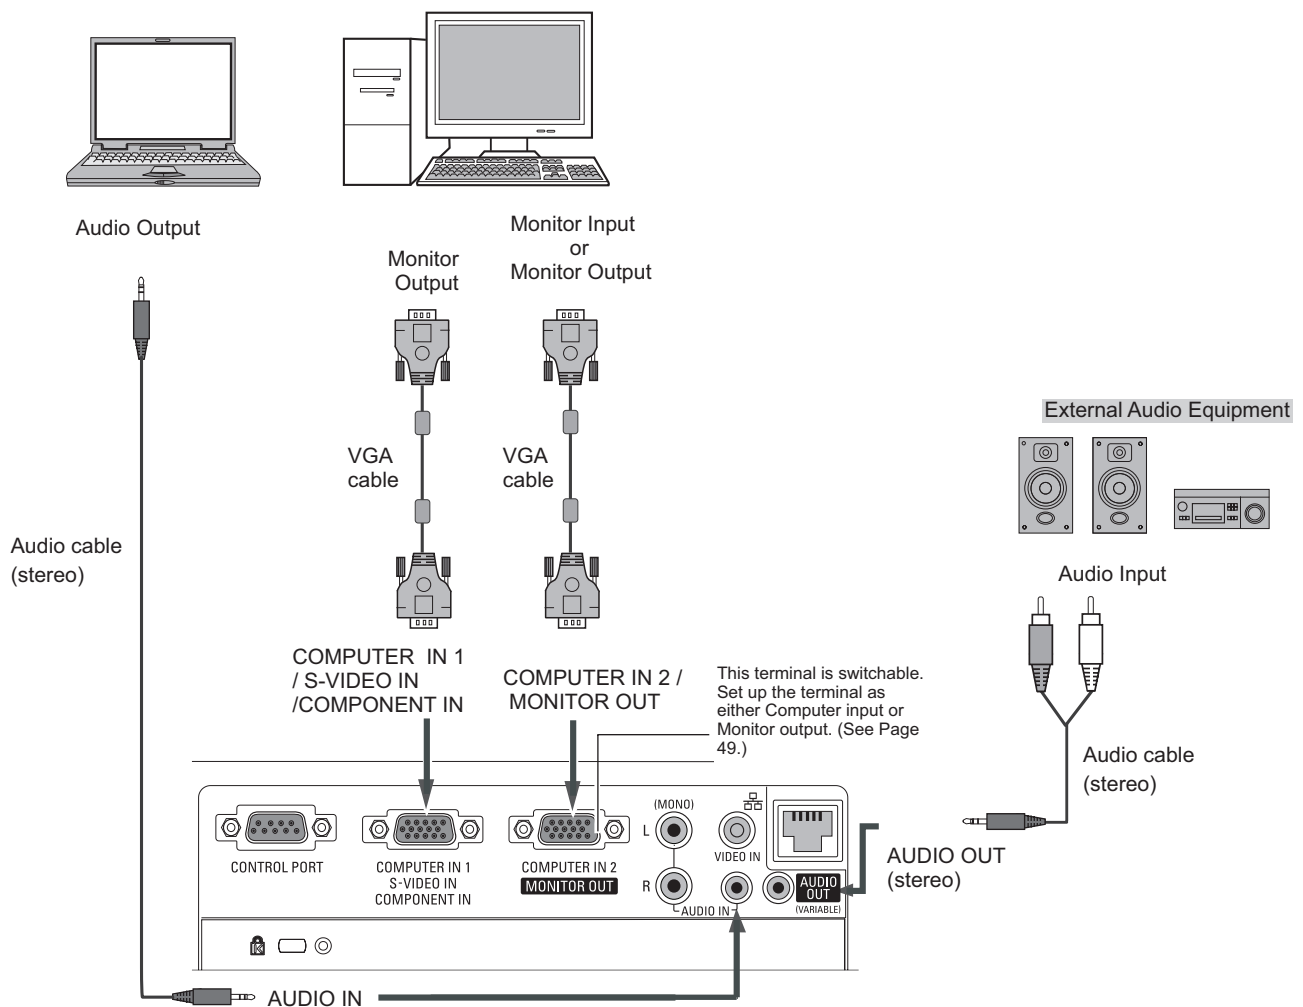 Audio Output
Monitor
Output
Monitor Input
or
Monitor Output
VGA
cable
VGA
cable
Audio cable
(stereo)
External Audio Equipment
Audio Input
COMPUTER IN 1
/ S-VIDEO IN
/COMPONENT IN
COMPUTER IN 2 /
MONITOR OUT
This terminal is switchable.
Set up the terminal as
either Computer input or
Monitor output. (See Page
49.)
Audio cable
(stereo)
AUDIO OUT
(stereo)
CONTROL PORT
COMPUTER IN 1
S-VIDEO IN
COMPONENT IN
COMPUTER IN 2
MONITOR OUT
(MONO)
L
R
AUDIO IN
VIDEO IN
AUDIO
OUT
(VARIABLE)
K
AUDIO IN